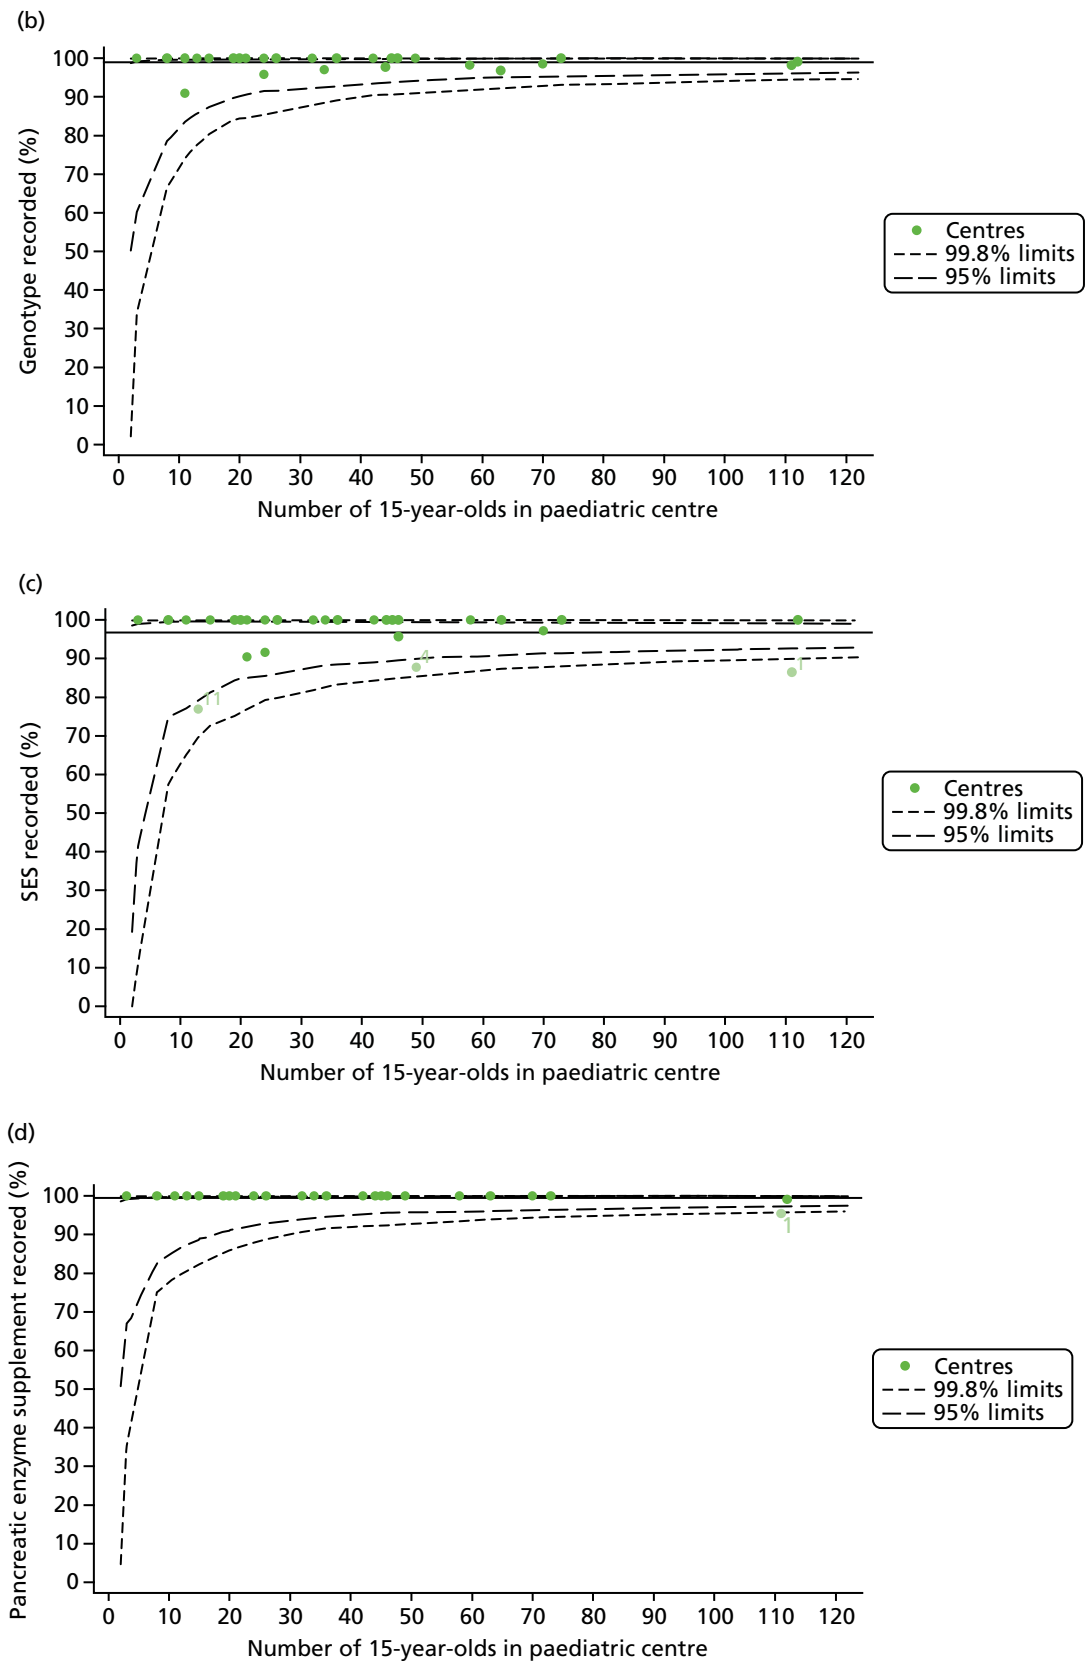 (b)
100
90
80
70
60
50
40
30
20
10
0
Genotype recorded (%)
0 10 20 30 40 50 60 70 80 90 100 110 120
Number of 15-year-olds in paediatric centre
Centres
99.8% limits
95% limits
(c)
100
90
80
70
60
50
40
30
20
10
0
SES recorded (%)
11
4
1
0 10 20 30 40 50 60 70 80 90 100 110 120
Number of 15-year-olds in paediatric centre
Centres
99.8% limits
95% limits
(d)
100
90
80
70
60
50
40
30
20
10
0
Pancreatic enzyme supplement recored (%)
1
0 10 20 30 40 50 60 70 80 90 100 110 120
Number of 15-year-olds in paediatric centre
Centres
99.8% limits
95% limits